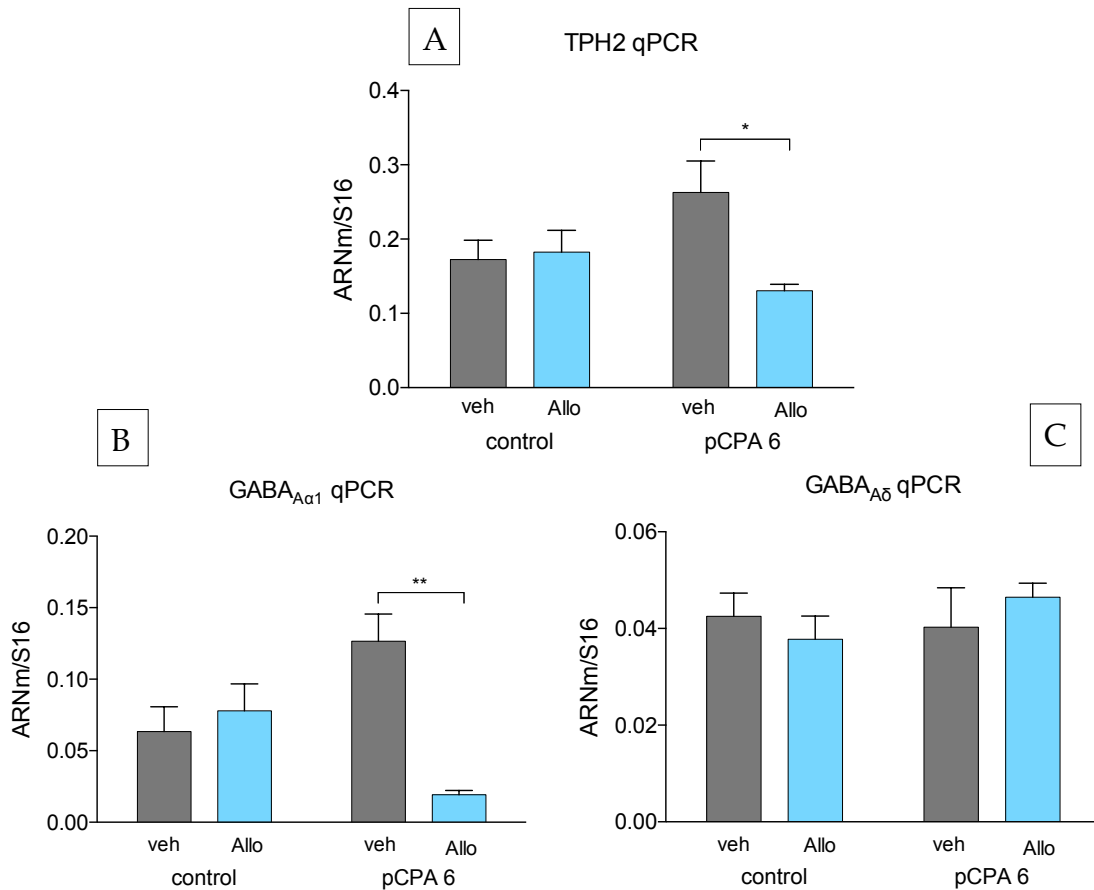 A
TPH2 qPCR
ARNm/S16
0.4
0.3
0.2
0.1
0.0
*
veh Allo veh Allo
control pCPA 6
B
GABAAα1 qPCR
ARNm/S16
0.20
0.15
0.10
0.05
0.00
**
veh Allo veh Allo
control pCPA 6
C
GABAAδ qPCR
ARNm/S16
0.06
0.04
0.02
0.00
veh Allo veh Allo
control pCPA 6